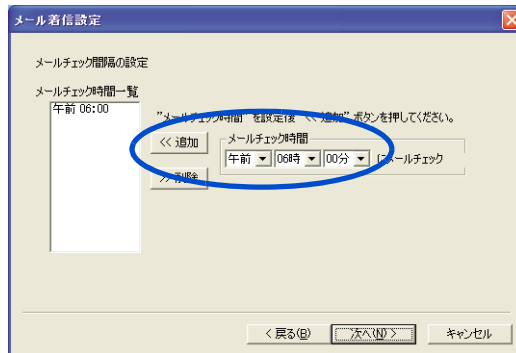 メール着信設定
メールチェック間隔の設定
メールチェック時間一覧
午前 06:00
"メールチェック時間" を設定後 "<< 追加" ボタンを押してください。
<< 追加
メールチェック時間
午前 06時 00分 にメールチェック
>> 削除
< 戻る(B)
次へ(N) >
キャンセル